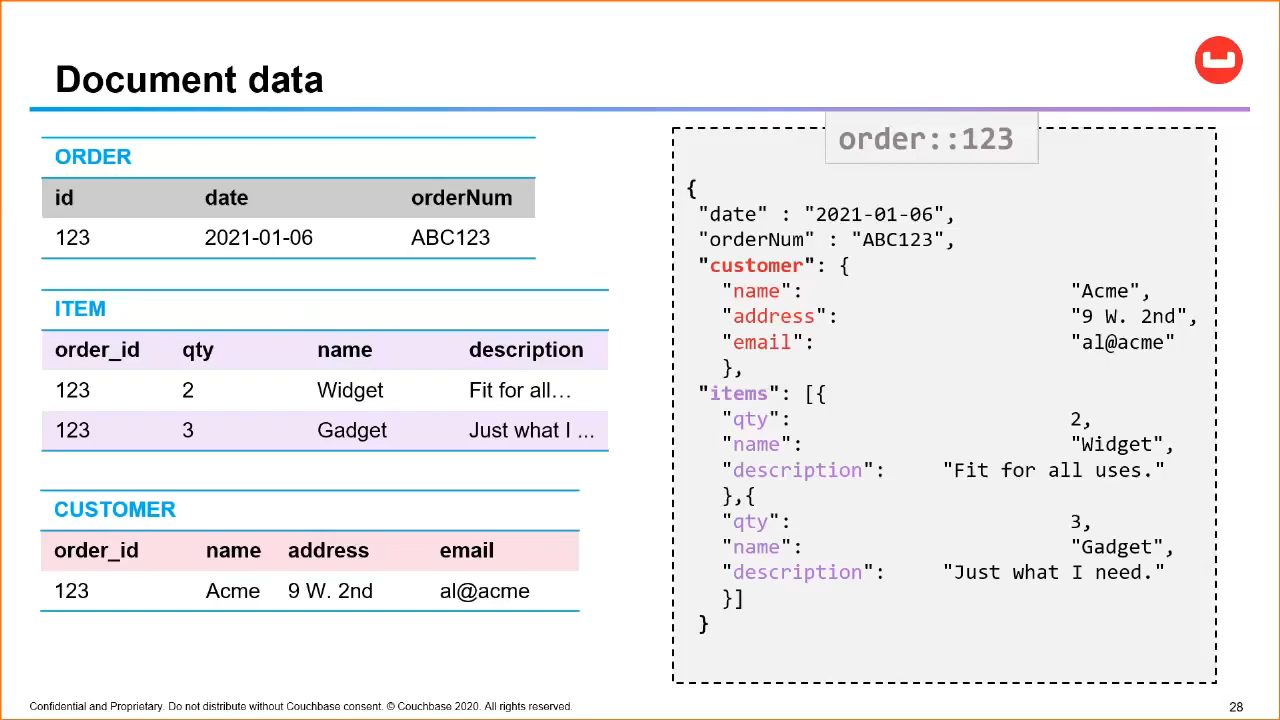 Document data
ORDER
id date orderNum
123 2021-01-06 ABC123
ITEM
order_id qty name description
123 2 Widget Fit for all…
123 3 Gadget Just what I ...
CUSTOMER
order_id name address email
123 Acme 9 W. 2nd al@acme
order::123
{
"date" : "2021-01-06",
"orderNum" : "ABC123",
"customer": {
"name": "Acme",
"address": "9 W. 2nd",
"email": "al@acme"
},
"items": [{
"qty": 2,
"name": "Widget",
"description": "Fit for all uses."
},{
"qty": 3,
"name": "Gadget",
"description": "Just what I need."
}]
}
Confidential and Proprietary. Do not distribute without Couchbase consent. © Couchbase 2020. All rights reserved.
28